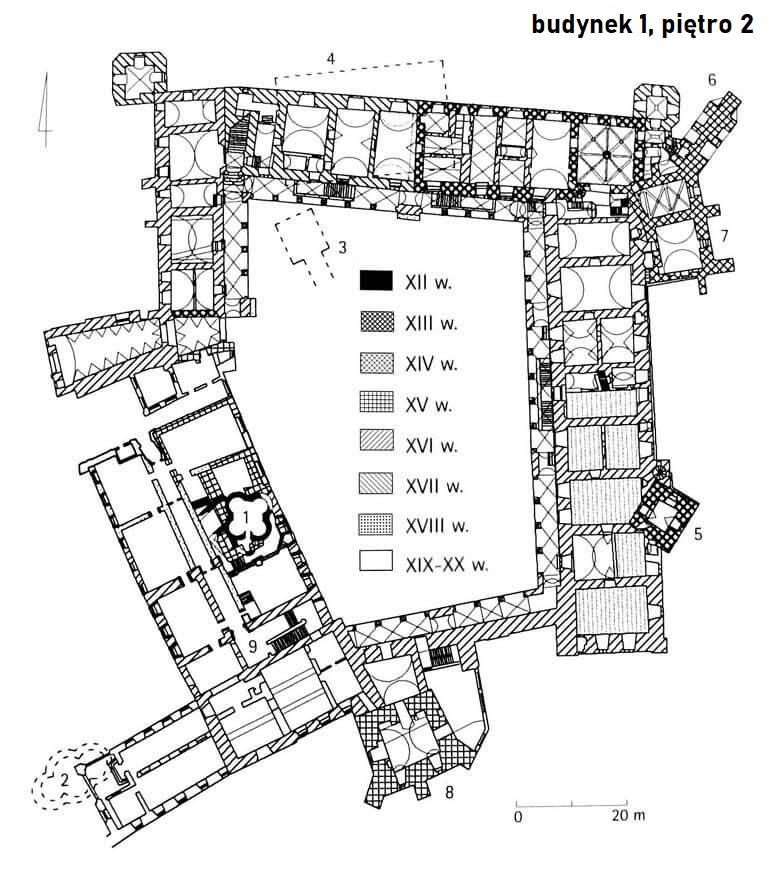 budynek 1, piętro 2
4
6
3
7
XII w.
XIII w.
XIV w.
XV w.
XVI w.
XVII w.
XVIII w.
XIX-XX w.
1
5
9
2
8
0
20 m